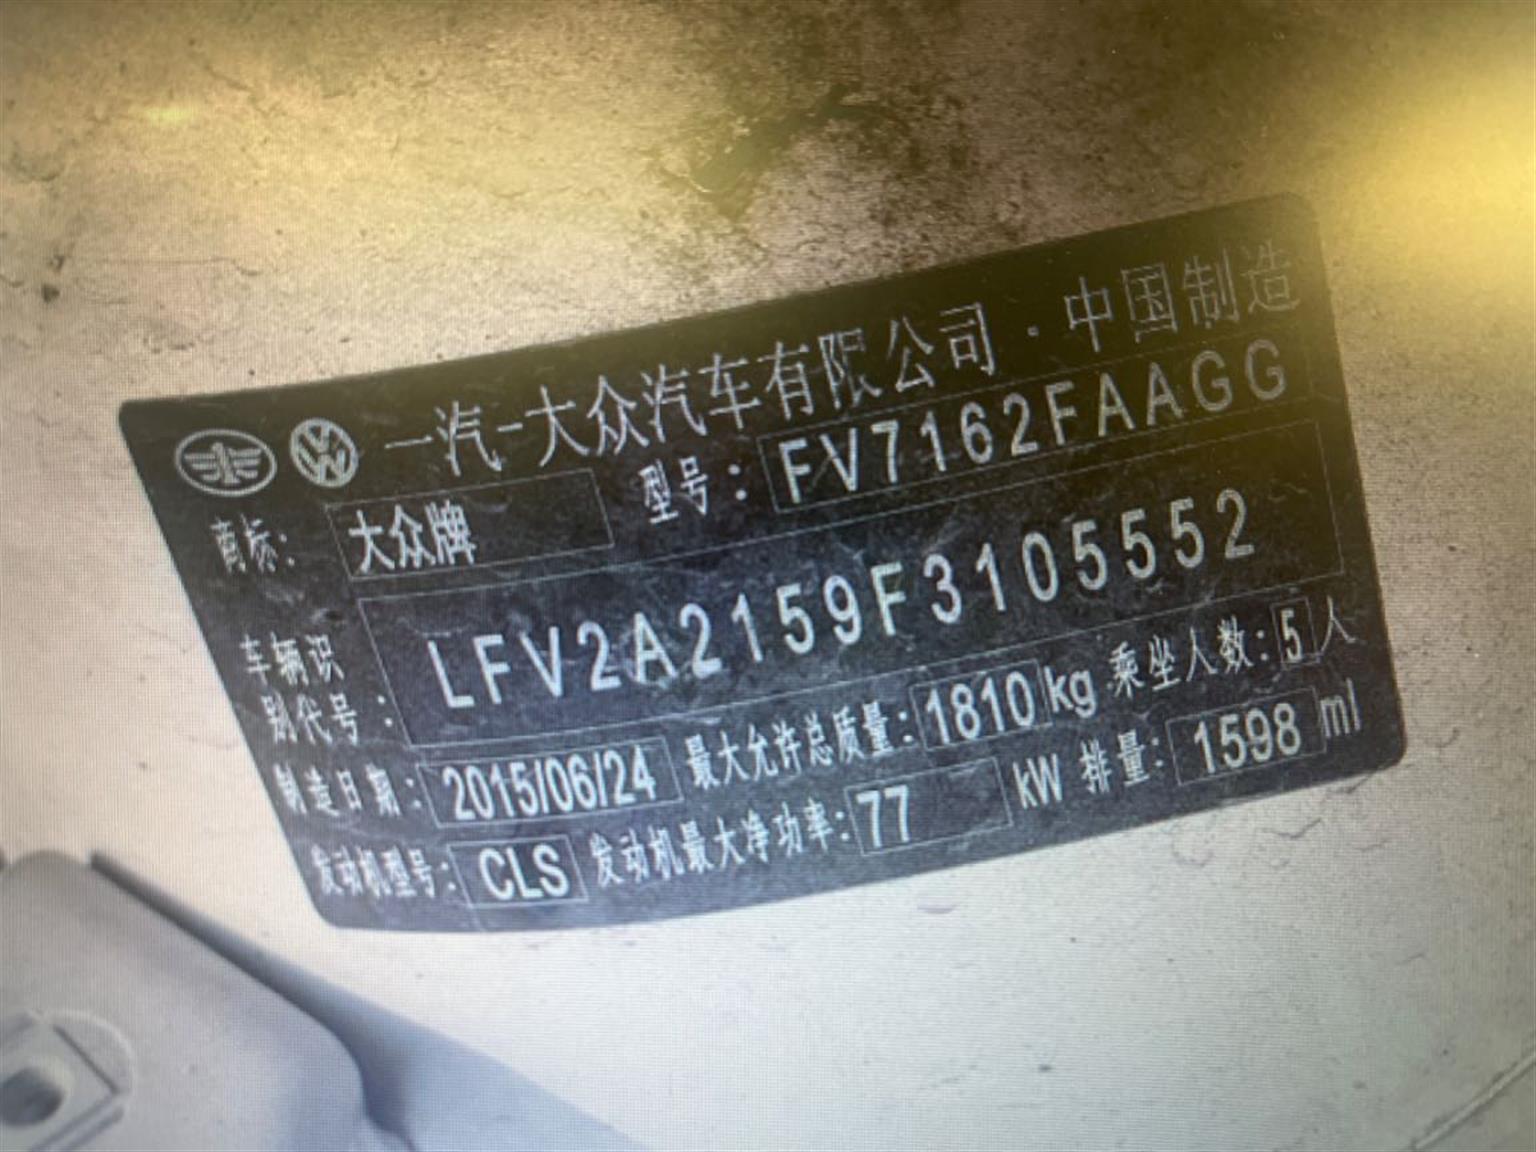 一汽-大众汽车有限公司·中国制造
商标：大众牌 型号：FV7162FAAGG
车辆识别代号：LFV2A2159F3105552
制造日期：2015/06/24 最大允许总质量：1810kg 乘坐人数：5人
发动机型号：CLS 发动机最大净功率：77 kW 排量：1598 ml